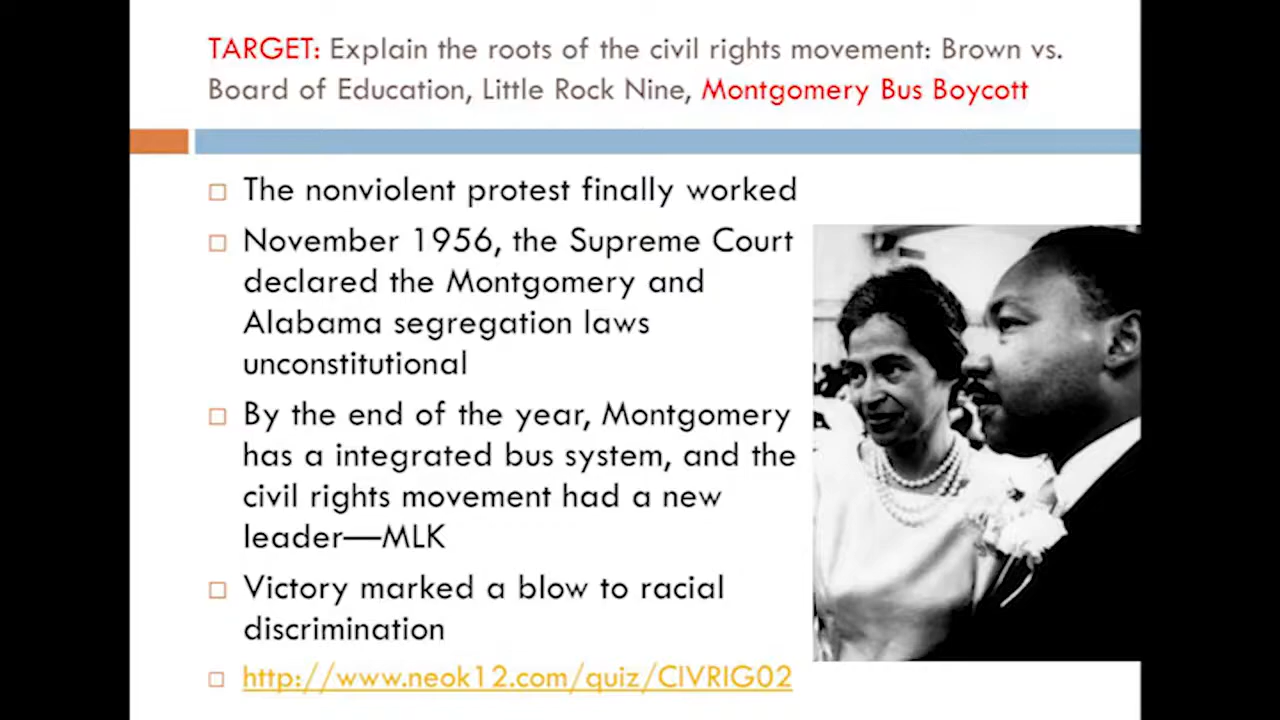 TARGET: Explain the roots of the civil rights movement: Brown vs.
Board of Education, Little Rock Nine, Montgomery Bus Boycott
The nonviolent protest finally worked
November 1956, the Supreme Court
declared the Montgomery and
Alabama segregation laws
unconstitutional
By the end of the year, Montgomery
has a integrated bus system, and the
civil rights movement had a new
leader—MLK
Victory marked a blow to racial
discrimination
http://www.neok12.com/quiz/CIVRIG02